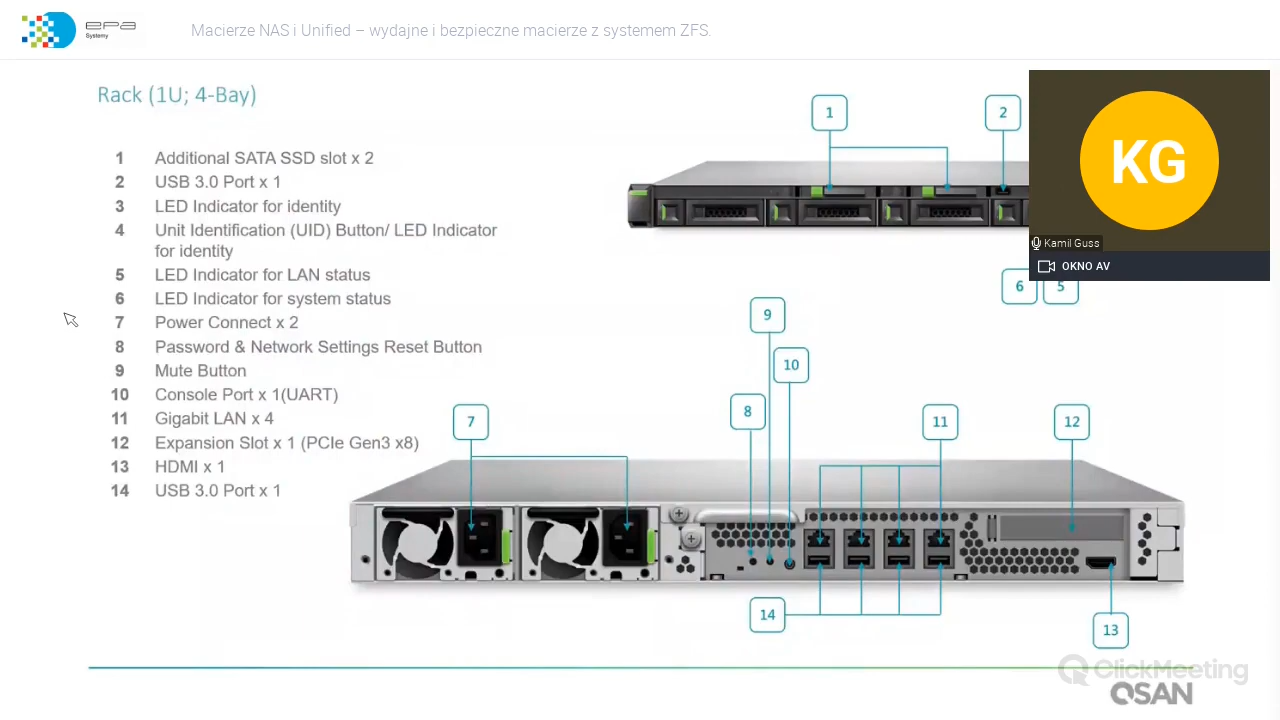 epa
Systemy
Macierze NAS i Unified – wydajne i bezpieczne macierze z systemem ZFS.
Rack (1U; 4-Bay)
1 Additional SATA SSD slot x 2
2 USB 3.0 Port x 1
3 LED Indicator for identity
4 Unit Identification (UID) Button/ LED Indicator
for identity
5 LED Indicator for LAN status
6 LED Indicator for system status
7 Power Connect x 2
8 Password & Network Settings Reset Button
9 Mute Button
10 Console Port x 1(UART)
11 Gigabit LAN x 4
12 Expansion Slot x 1 (PCIe Gen3 x8)
13 HDMI x 1
14 USB 3.0 Port x 1
1
2
KG
Kamil Guss
OKNO AV
6
5
9
10
8
7
11
12
14
13
ClickMeeting
QSAN